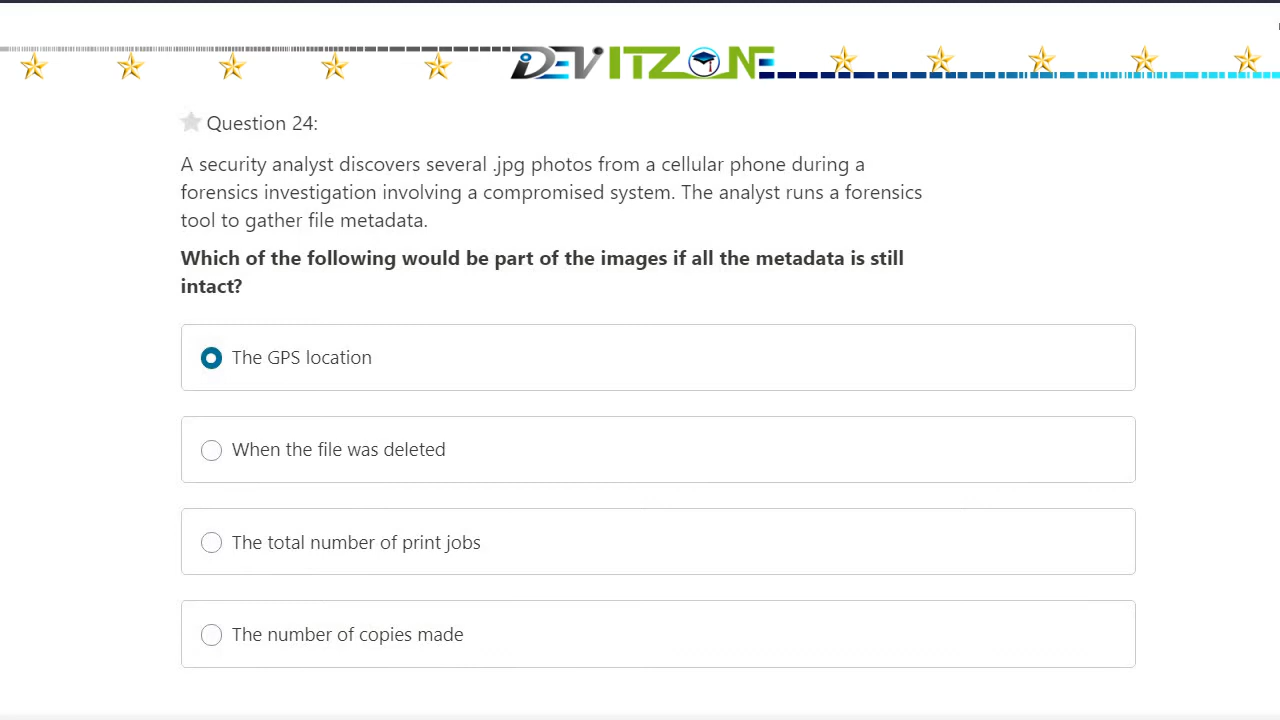 DEV ITZONE
Question 24:
A security analyst discovers several .jpg photos from a cellular phone during a
forensics investigation involving a compromised system. The analyst runs a forensics
tool to gather file metadata.
Which of the following would be part of the images if all the metadata is still
intact?
The GPS location
When the file was deleted
The total number of print jobs
The number of copies made